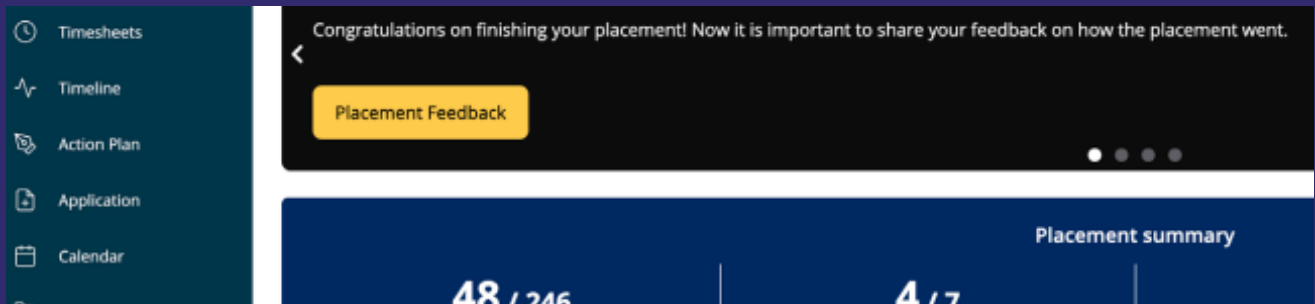 Timesheets
Timeline
Action Plan
Application
Calendar
Congratulations on finishing your placement! Now it is important to share your feedback on how the placement went.
Placement Feedback
Placement summary
48 / 246
4 / 7